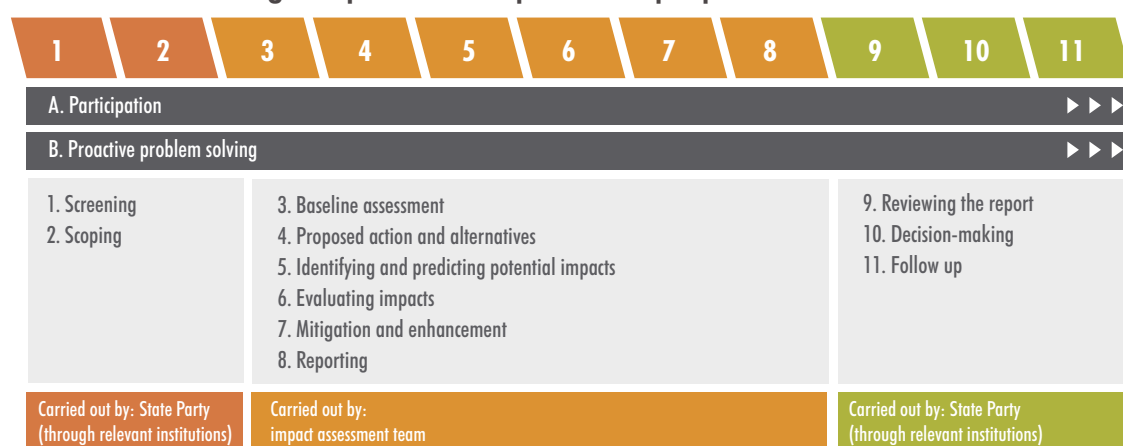 1 2 3 4 5 6 7 8 9 10 11
A. Participation
B. Proactive problem solving
1. Screening
2. Scoping
3. Baseline assessment
4. Proposed action and alternatives
5. Identifying and predicting potential impacts
6. Evaluating impacts
7. Mitigation and enhancement
8. Reporting
9. Reviewing the report
10. Decision-making
11. Follow up
Carried out by: State Party
(through relevant institutions)
Carried out by:
impact assessment team
Carried out by: State Party
(through relevant institutions)